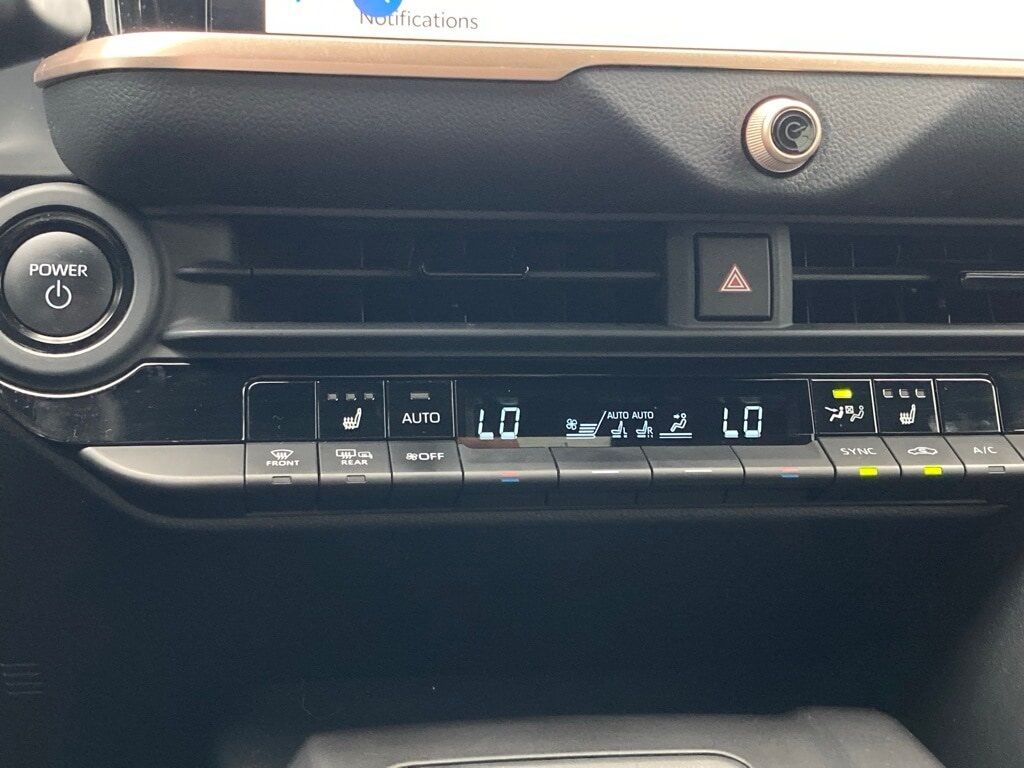 Notifications
POWER
AUTO
LO
AUTO AUTO
LO
FRONT
REAR
OFF
SYNC
A/C